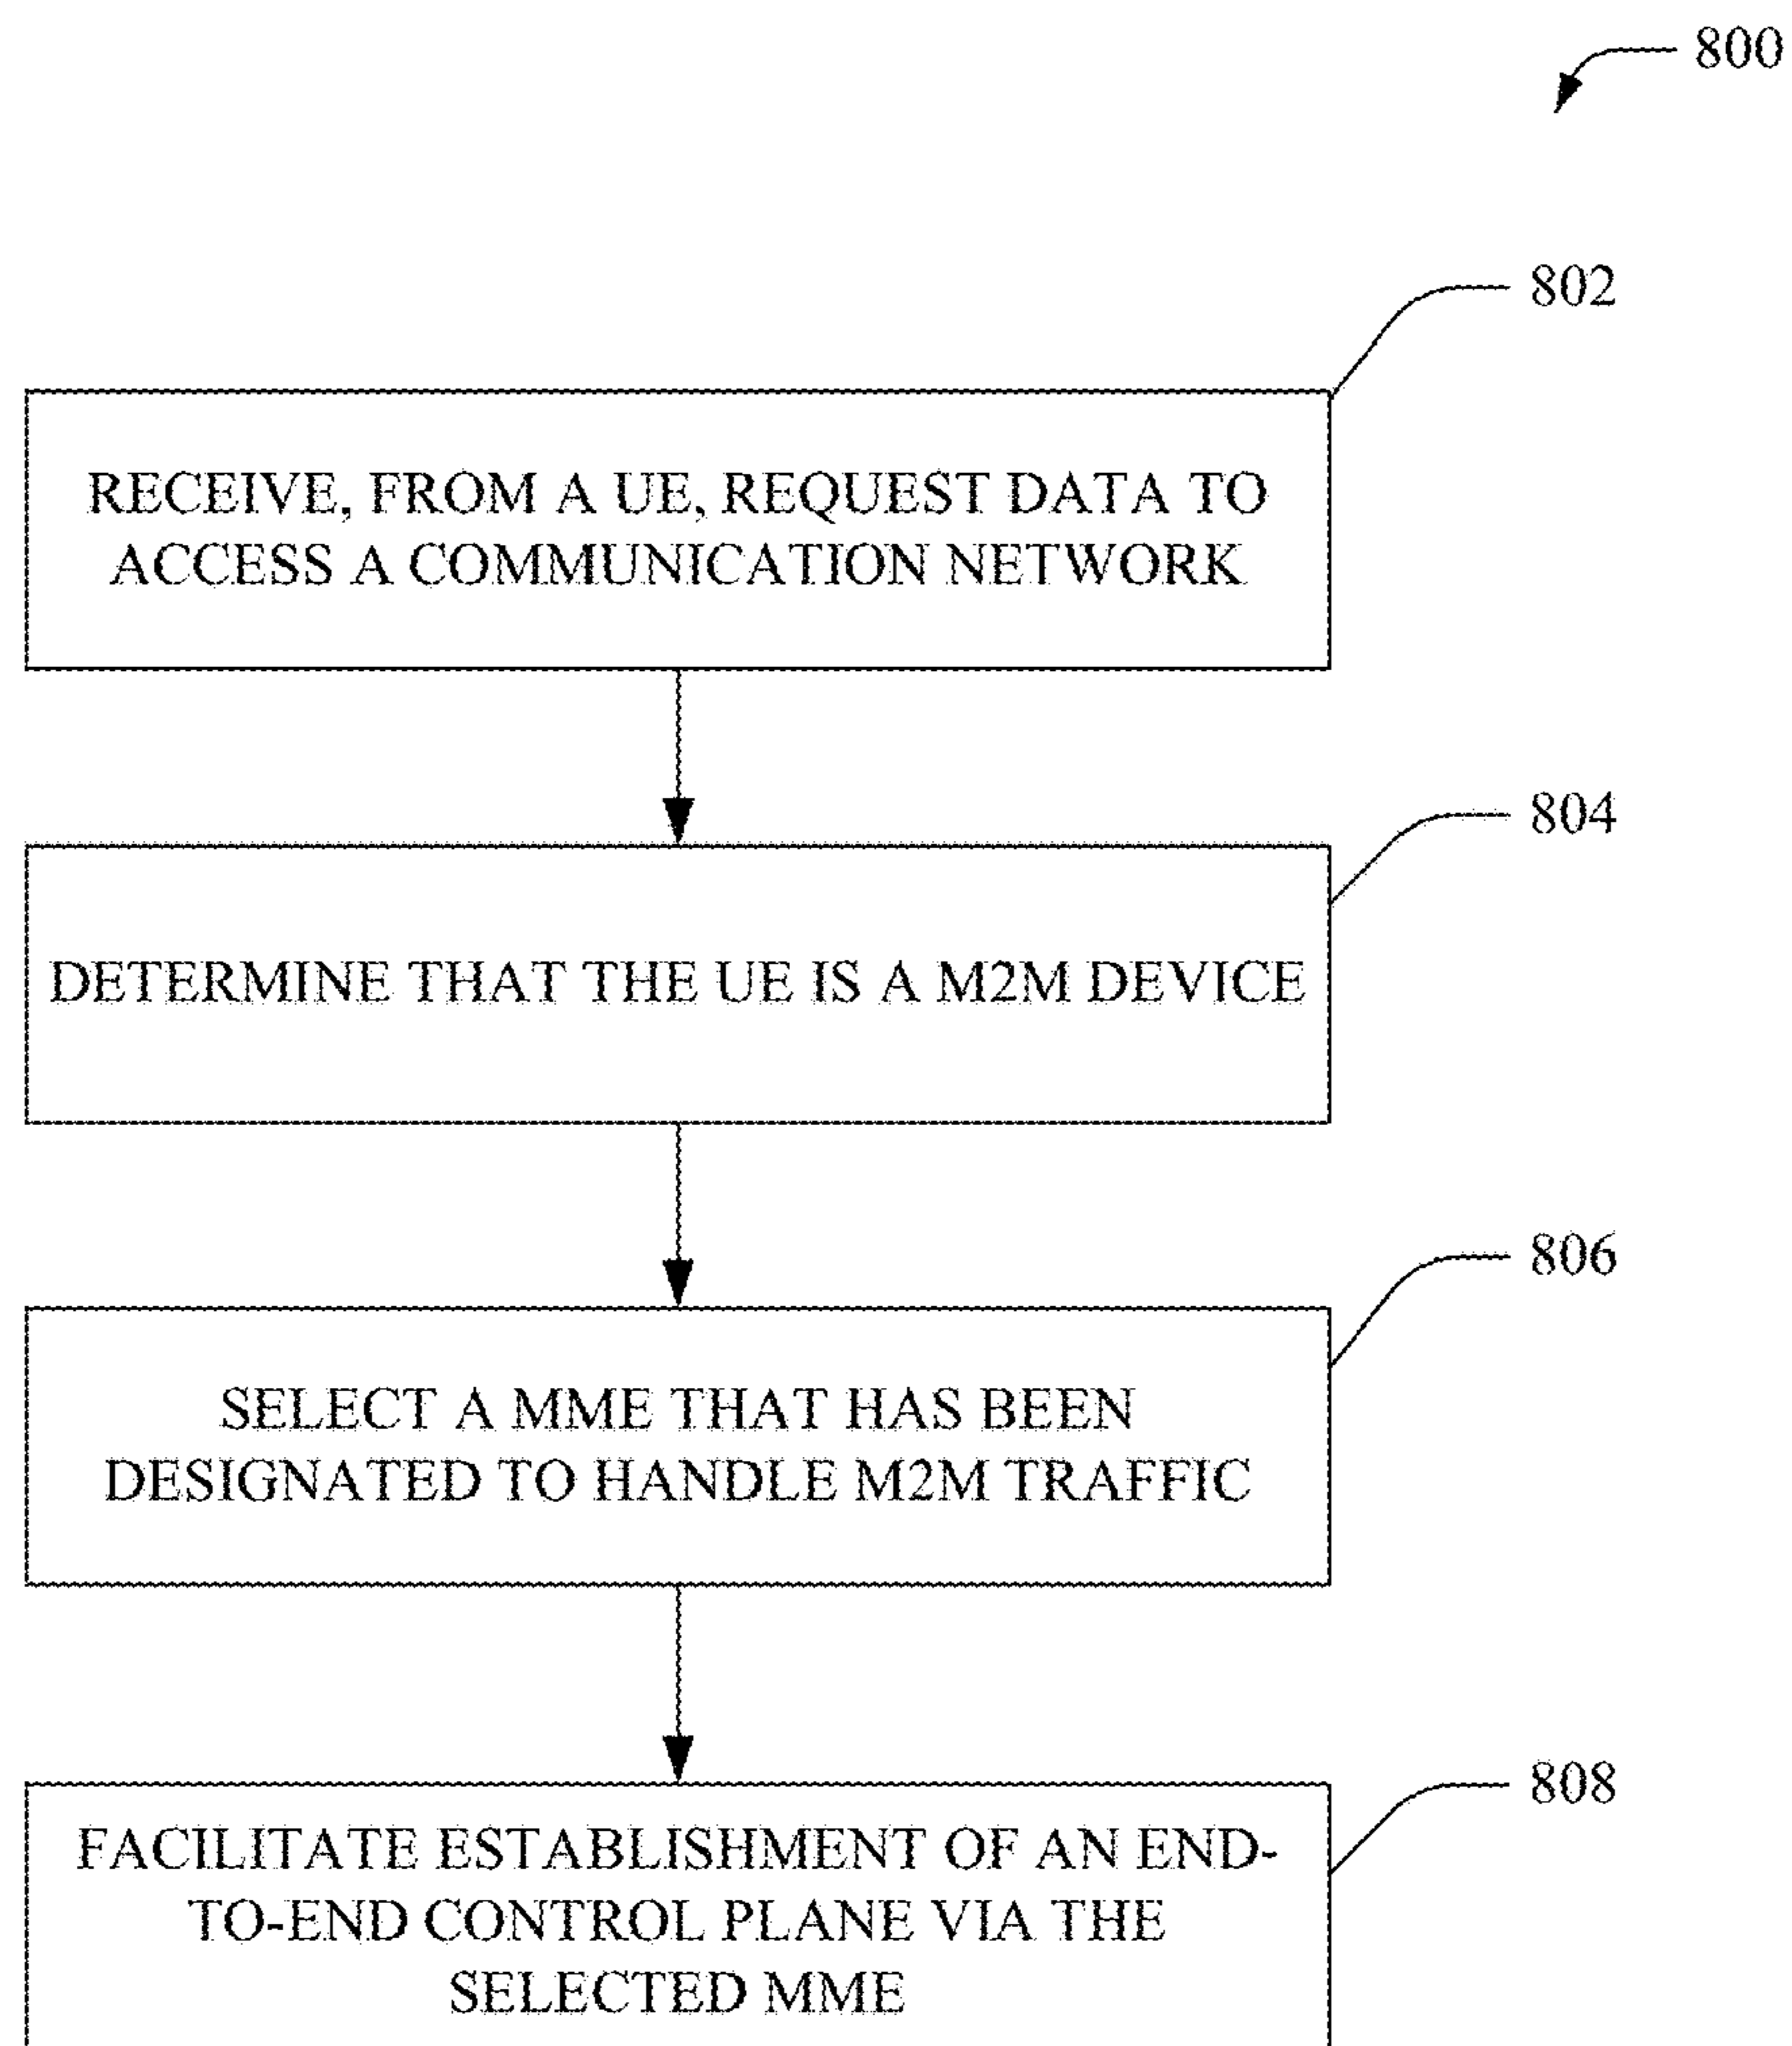 800
802
RECEIVE, FROM A UE, REQUEST DATA TO
ACCESS A COMMUNICATION NETWORK
804
DETERMINE THAT THE UE IS A M2M DEVICE
806
SELECT A MME THAT HAS BEEN
DESIGNATED TO HANDLE M2M TRAFFIC
808
FACILITATE ESTABLISHMENT OF AN END-
TO-END CONTROL PLANE VIA THE
SELECTED MME